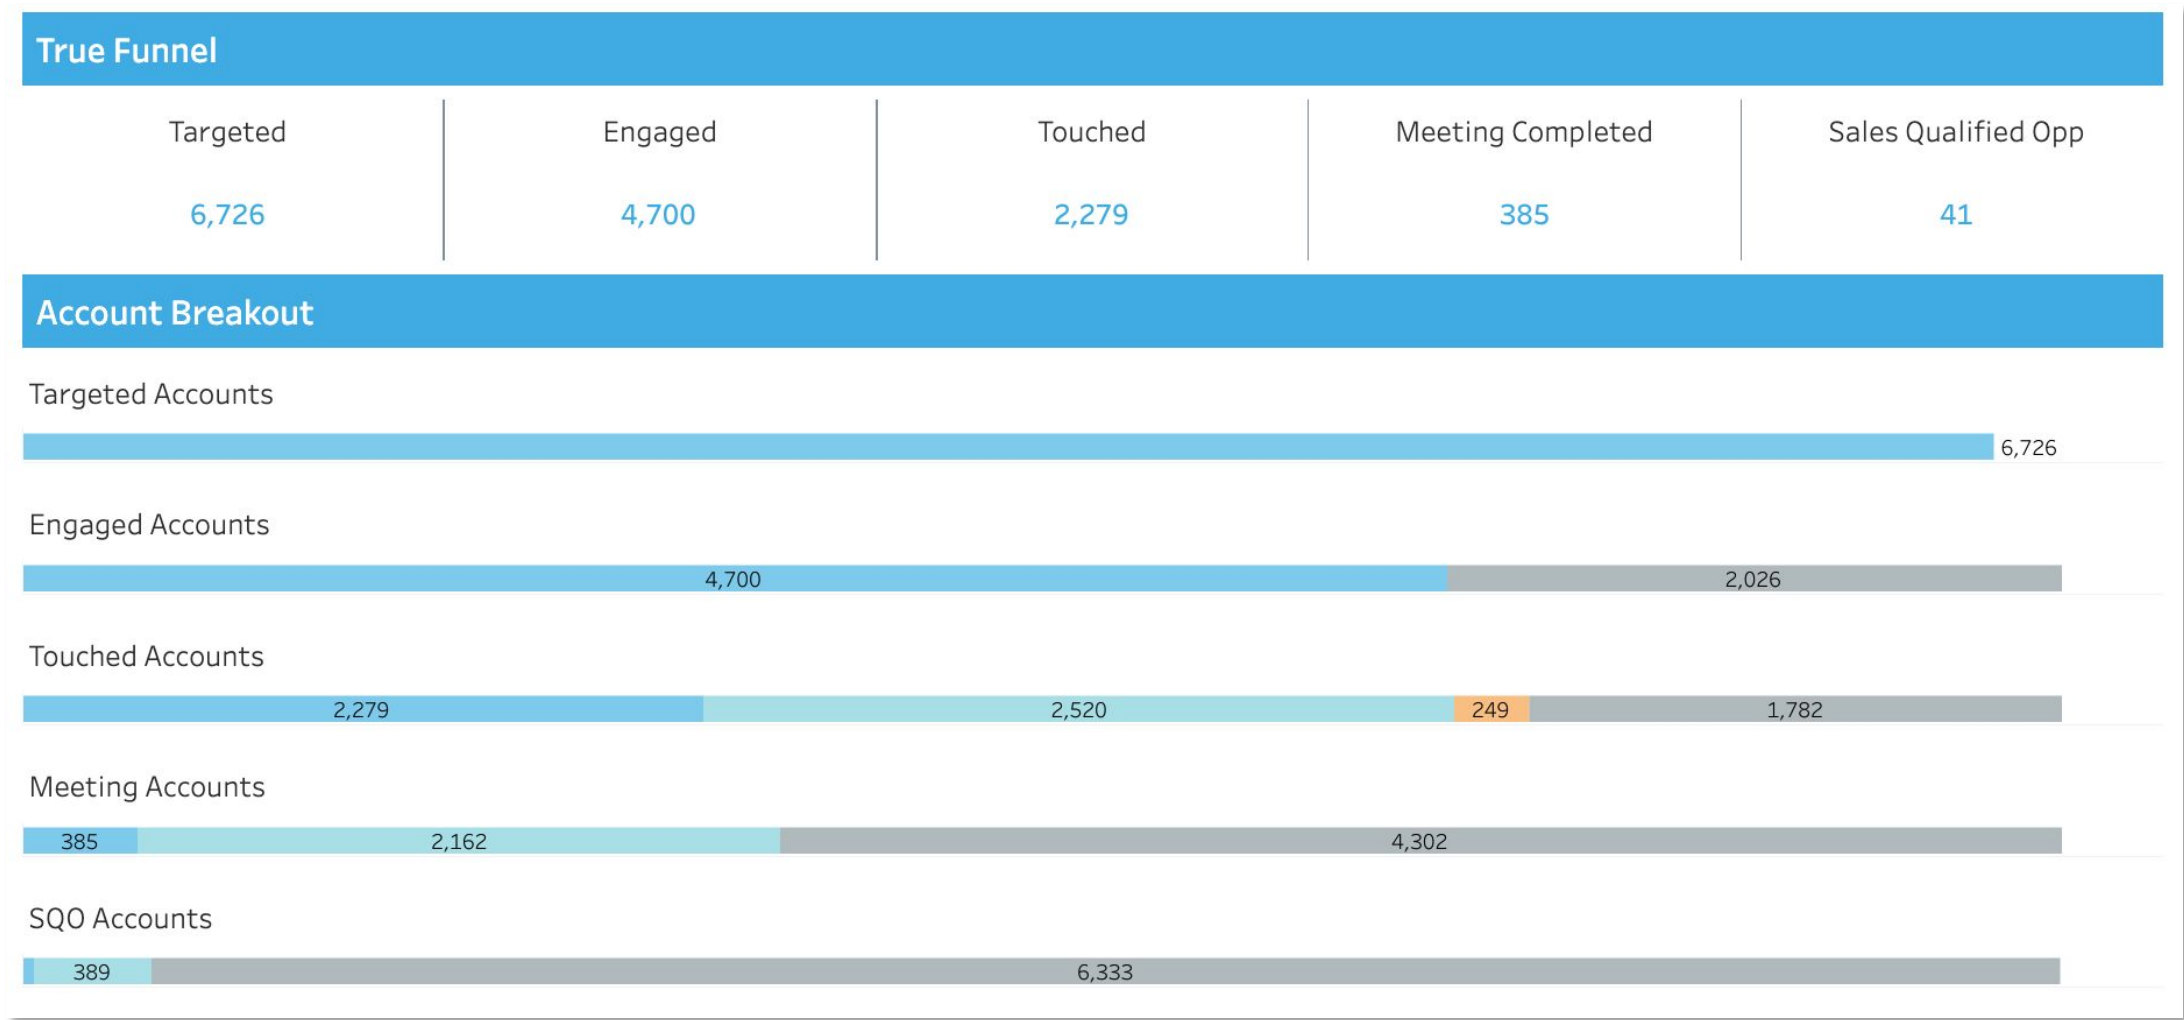 True Funnel
Targeted Engaged Touched Meeting Completed Sales Qualified Opp
6,726 4,700 2,279 385 41
Account Breakout
Targeted Accounts
6,726
Engaged Accounts
4,700 2,026
Touched Accounts
2,279 2,520 249 1,782
Meeting Accounts
385 2,162 4,302
SQO Accounts
389 6,333